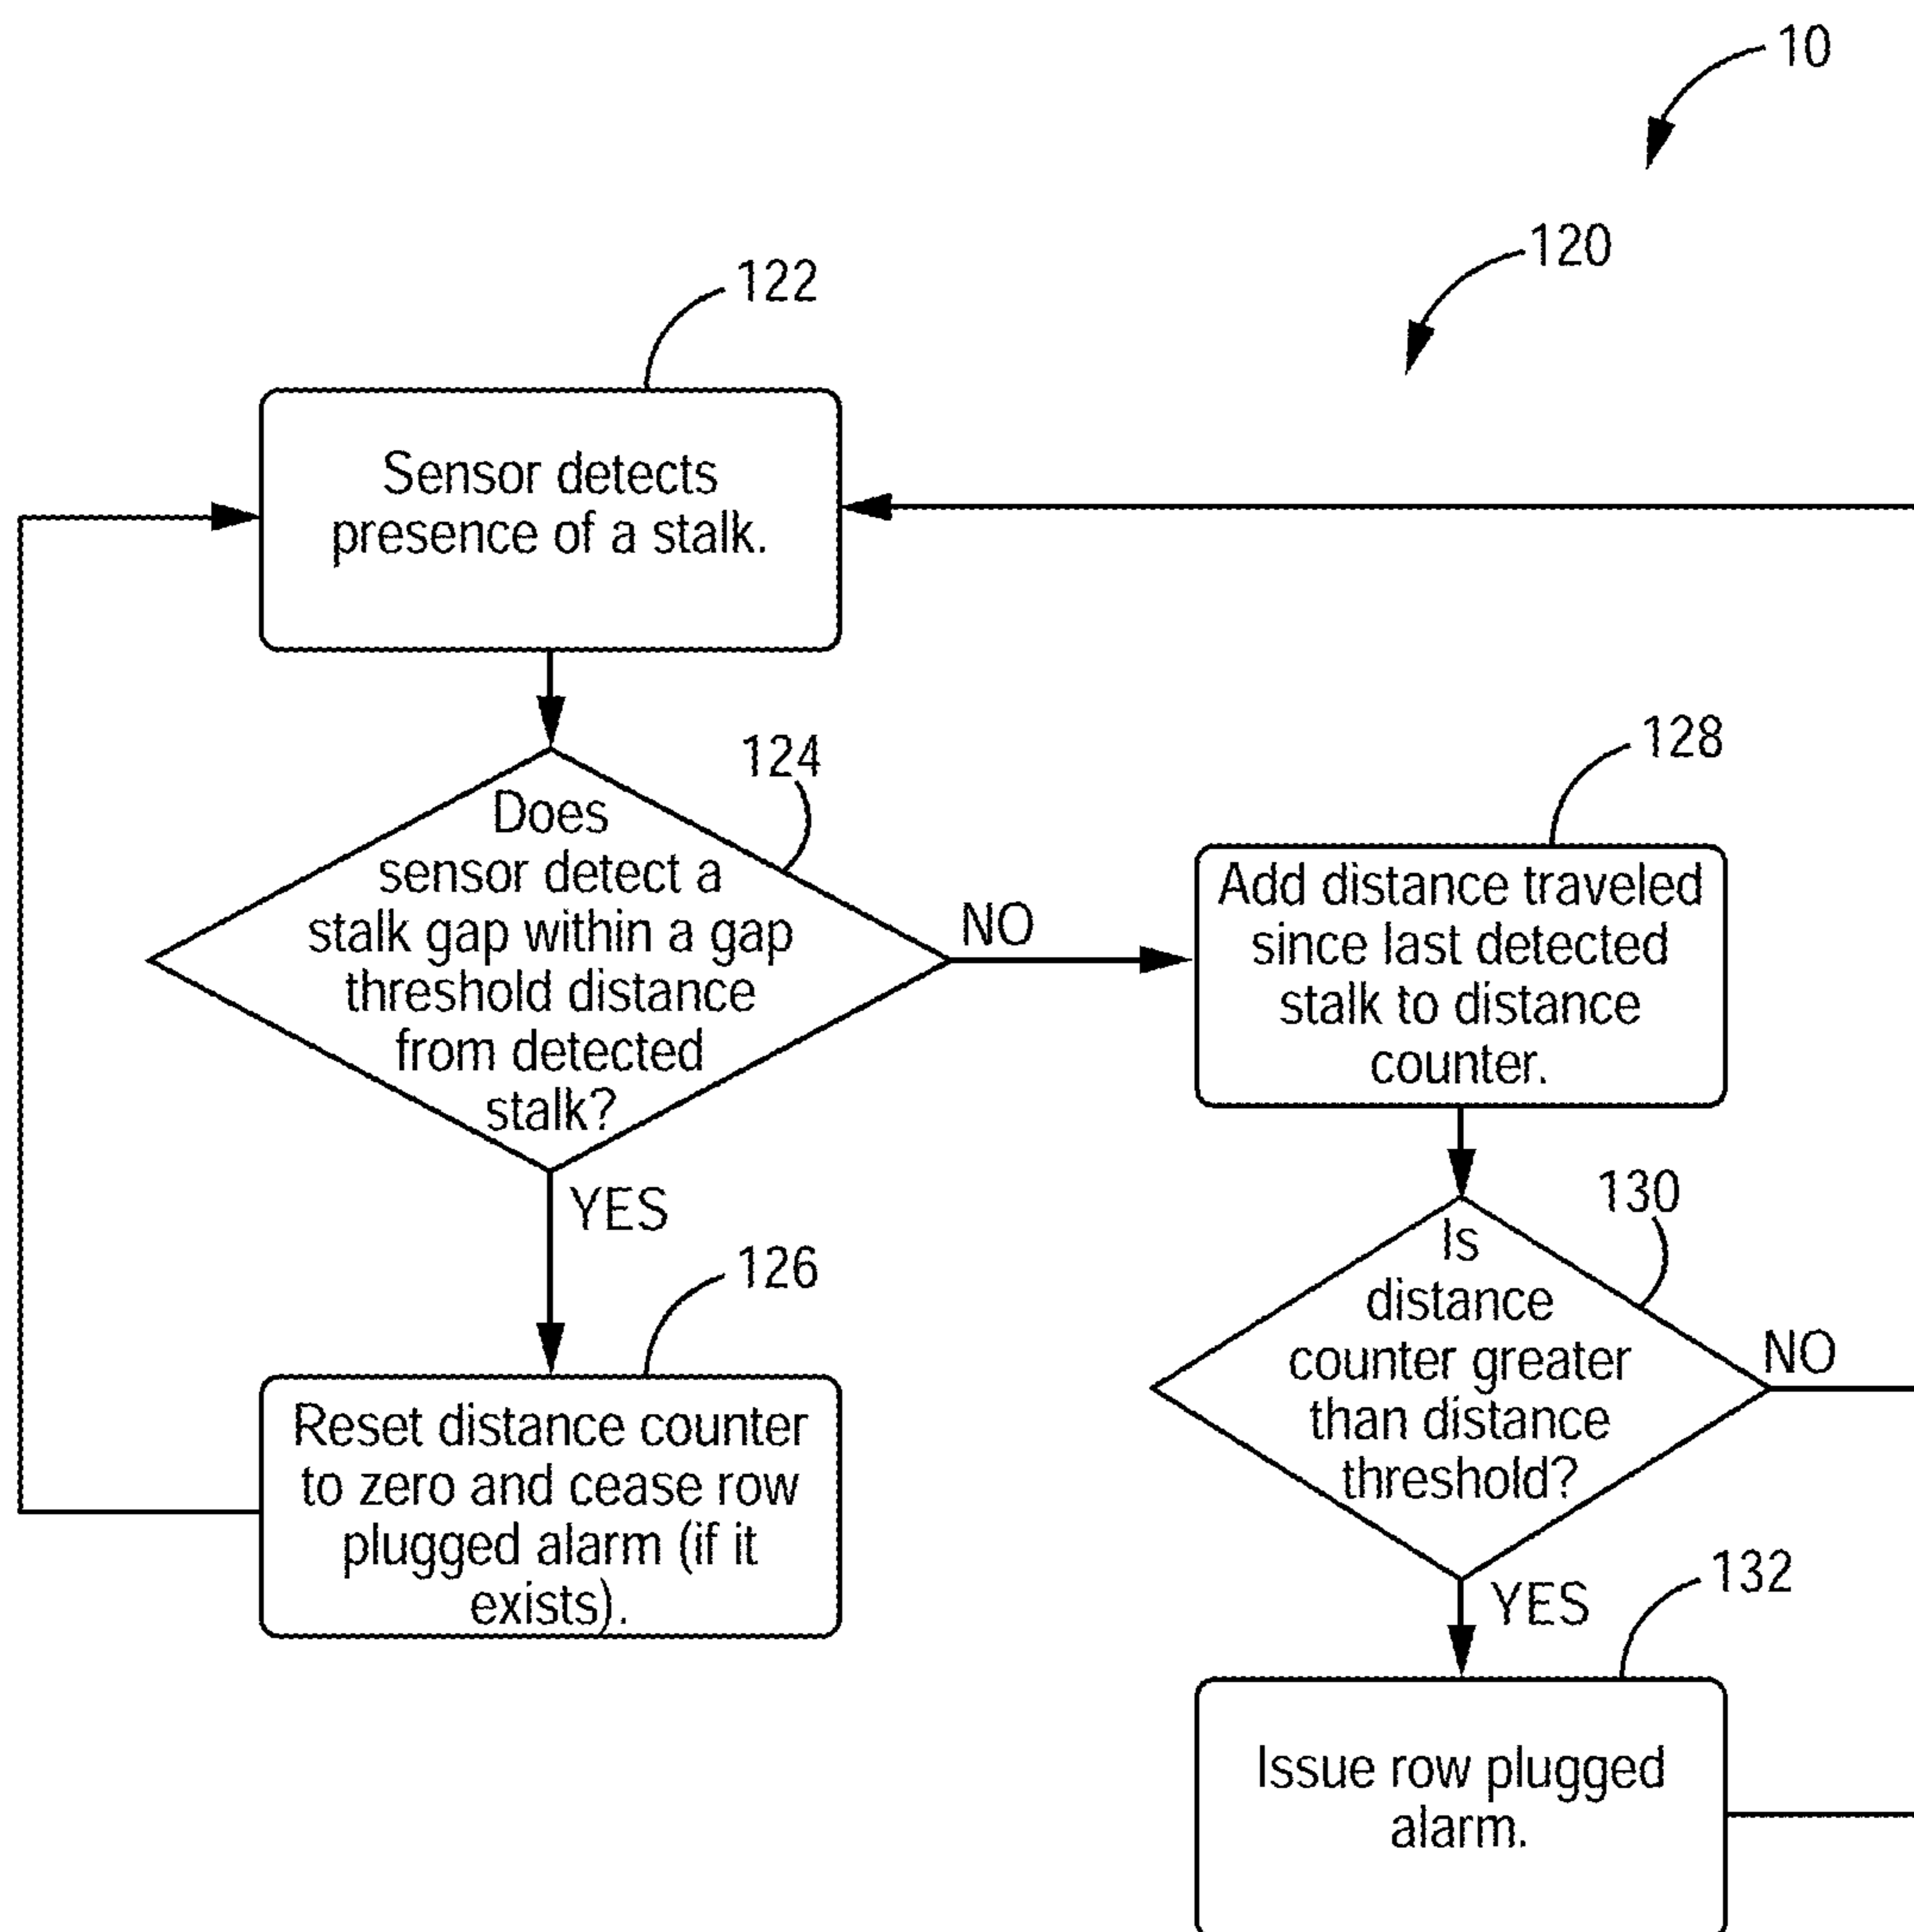 10
120
122
Sensor detects
presence of a stalk.
124
Does
sensor detect a
stalk gap within a gap
threshold distance
from detected
stalk?
NO
YES
126
Reset distance counter
to zero and cease row
plugged alarm (if it
exists).
128
Add distance traveled
since last detected
stalk to distance
counter.
130
Is
distance
counter greater
than distance
threshold?
NO
YES
132
Issue row plugged
alarm.